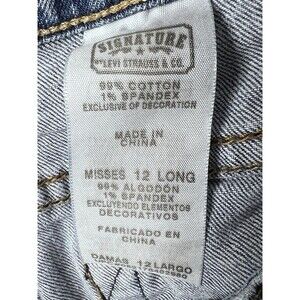 SIGNATURE
BY LEVI STRAUSS & CO.
99% COTTON
1% SPANDEX
EXCLUSIVE OF DECORATION
MADE IN
CHINA
MISSES 12 LONG
99% ALGODÓN
1% SPANDEX
EXCLUYENDO ELEMENTOS
DECORATIVOS
FABRICADO EN
CHINA
DAMAS 12 LARGO